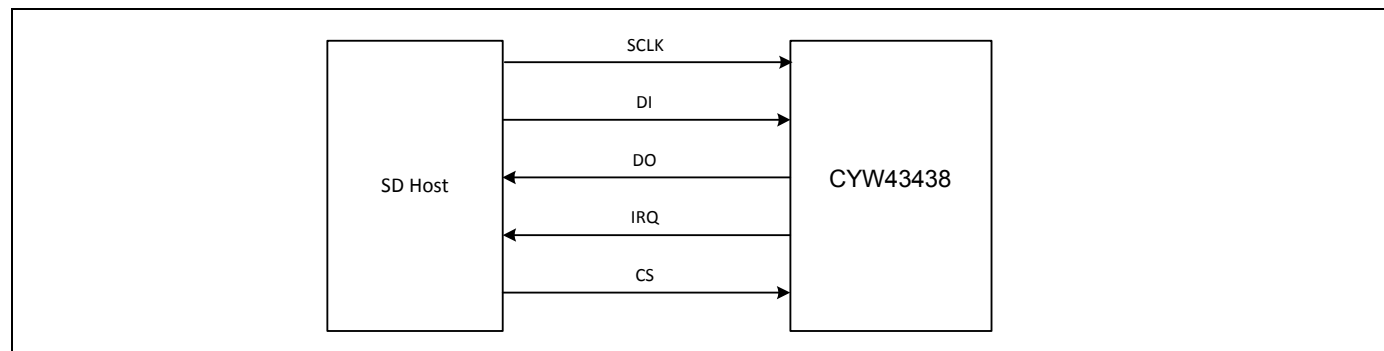 SCLK
DI
DO
SD Host
CYW43438
IRQ
CS